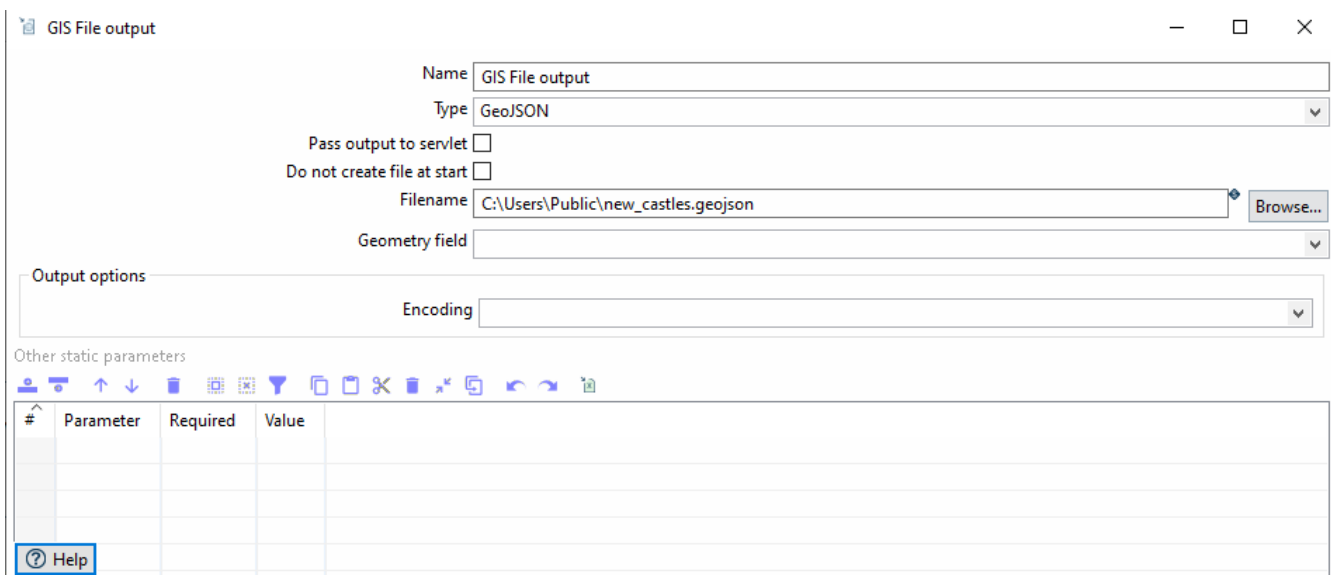 GIS File output
Name GIS File output
Type GeoJSON
Pass output to servlet
Do not create file at start
Filename C:\Users\Public\new_castles.geojson Browse...
Geometry field
Output options
Encoding
Other static parameters
# Parameter Required Value
Help